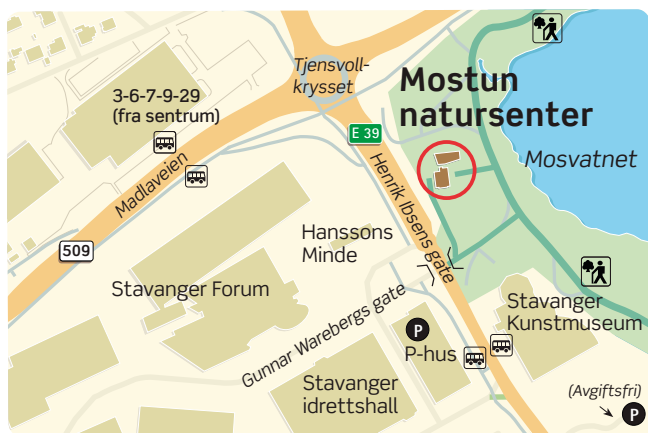 Tjensvoll-
krysset
Mostun
natursenter
3-6-7-9-29
(fra sentrum)
E 39
Mosvatnet
Madlaveien
Henrik Ibsens gate
509
Hanssons
Minde
Stavanger Forum
Gunnar Warebergs gate
P
P-hus
Stavanger
Kunstmuseum
Stavanger
idrettshall
(Avgiftsfri)
P